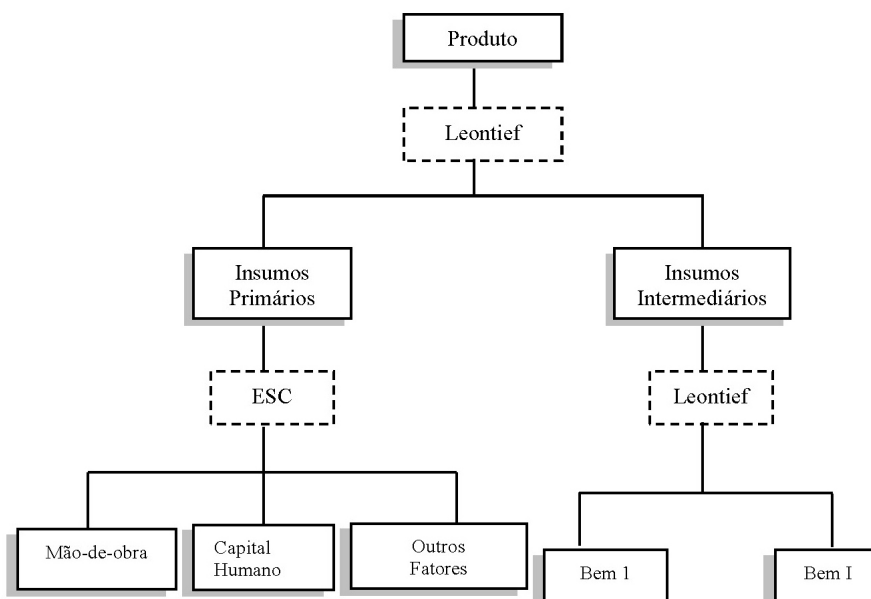 Produto
Leontief
Insumos
Primários
Insumos
Intermediários
ESC
Leontief
Mão-de-obra
Capital
Humano
Outros
Fatores
Bem 1
Bem I